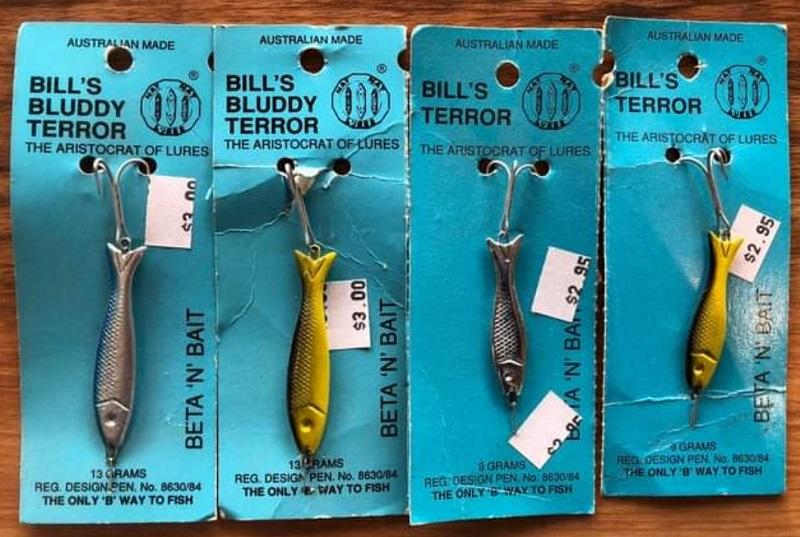 AUSTRALIAN MADE
BILL'S
BLUDDY
TERROR
®
THE ARISTOCRAT OF LURES
$3.00
BETA 'N' BAIT
13 GRAMS
REG. DESIGN PEN. No. 8630/84
THE ONLY 'B' WAY TO FISH
AUSTRALIAN MADE
BILL'S
BLUDDY
TERROR
®
THE ARISTOCRAT OF LURES
$3.00
BETA 'N' BAIT
13 GRAMS
REG. DESIGN PEN. No. 8630/84
THE ONLY 'B' WAY TO FISH
AUSTRALIAN MADE
BILL'S
TERROR
®
THE ARISTOCRAT OF LURES
$2.95
BETA 'N' BAIT
$2.95
9 GRAMS
REG. DESIGN PEN. No. 8630/84
THE ONLY 'B' WAY TO FISH
AUSTRALIAN MADE
BILL'S
TERROR
®
THE ARISTOCRAT OF LURES
$2.95
BETA 'N' BAIT
9 GRAMS
REG. DESIGN PEN. No. 8630/84
THE ONLY 'B' WAY TO FISH